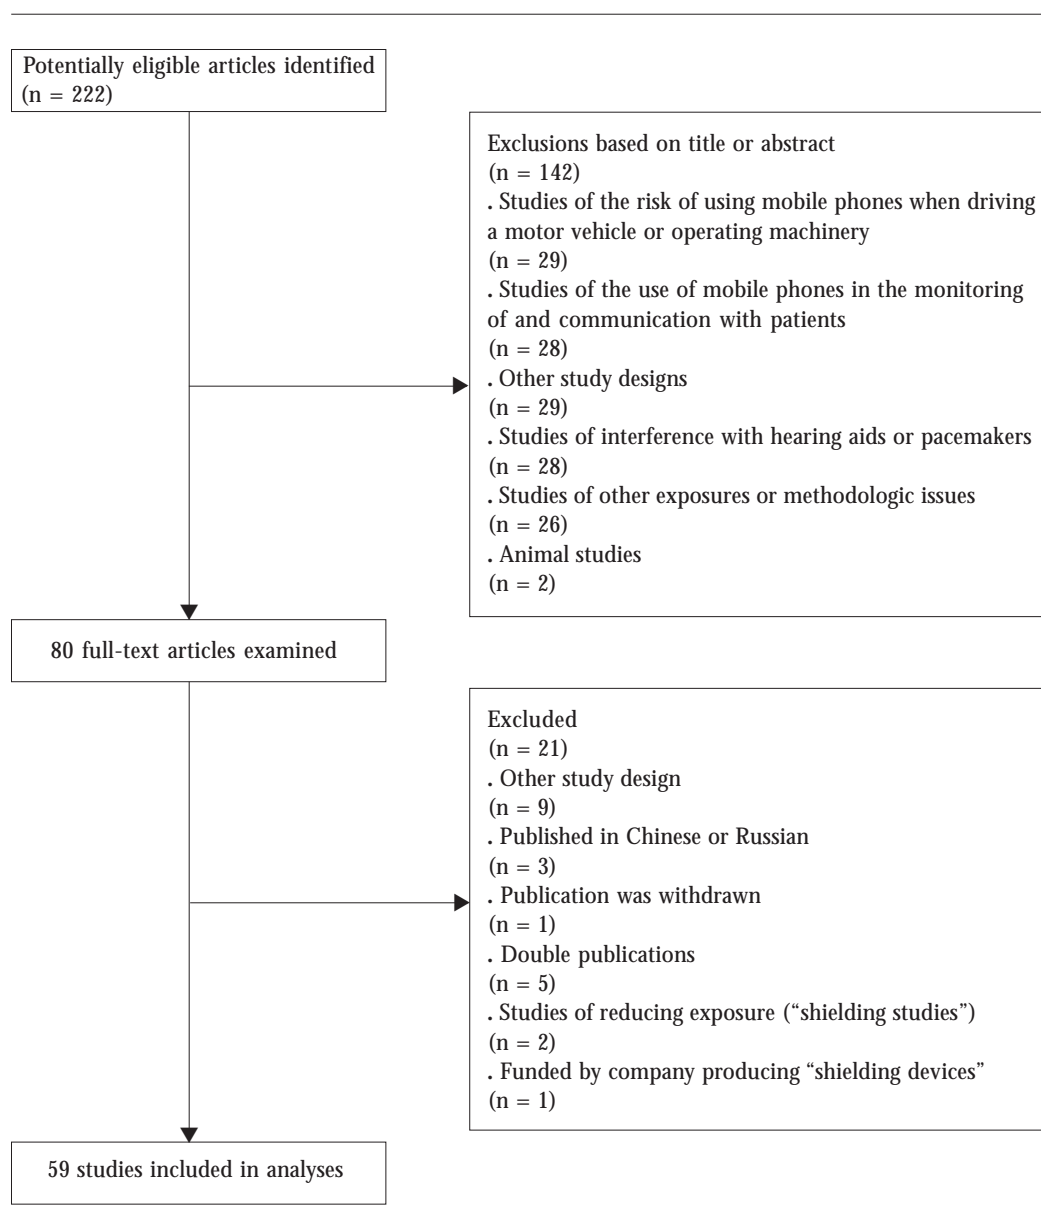 Potentially eligible articles identified
(n = 222)
Exclusions based on title or abstract
(n = 142)
. Studies of the risk of using mobile phones when driving
a motor vehicle or operating machinery
(n = 29)
. Studies of the use of mobile phones in the monitoring
of and communication with patients
(n = 28)
. Other study designs
(n = 29)
. Studies of interference with hearing aids or pacemakers
(n = 28)
. Studies of other exposures or methodologic issues
(n = 26)
. Animal studies
(n = 2)
80 full-text articles examined
Excluded
(n = 21)
. Other study design
(n = 9)
. Published in Chinese or Russian
(n = 3)
. Publication was withdrawn
(n = 1)
. Double publications
(n = 5)
. Studies of reducing exposure (“shielding studies”)
(n = 2)
. Funded by company producing “shielding devices”
(n = 1)
59 studies included in analyses